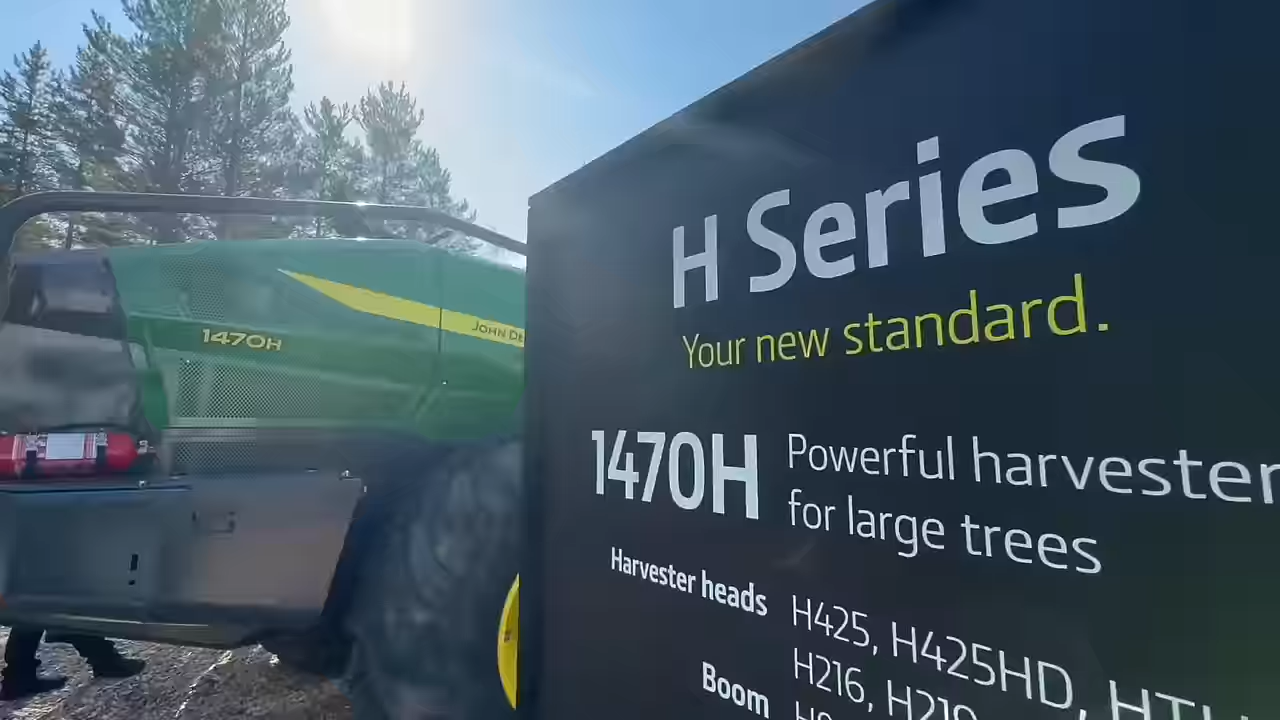 1470H
JOHN DE
H Series
Your new standard.
1470H
Powerful harvester
for large trees
Harvester heads
H425, H425HD,
H216, H219
Boom